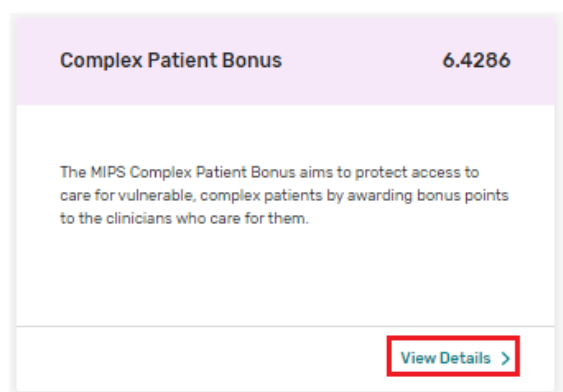 Complex Patient Bonus 6.4286
The MIPS Complex Patient Bonus aims to protect access to
care for vulnerable, complex patients by awarding bonus points
to the clinicians who care for them.
View Details >